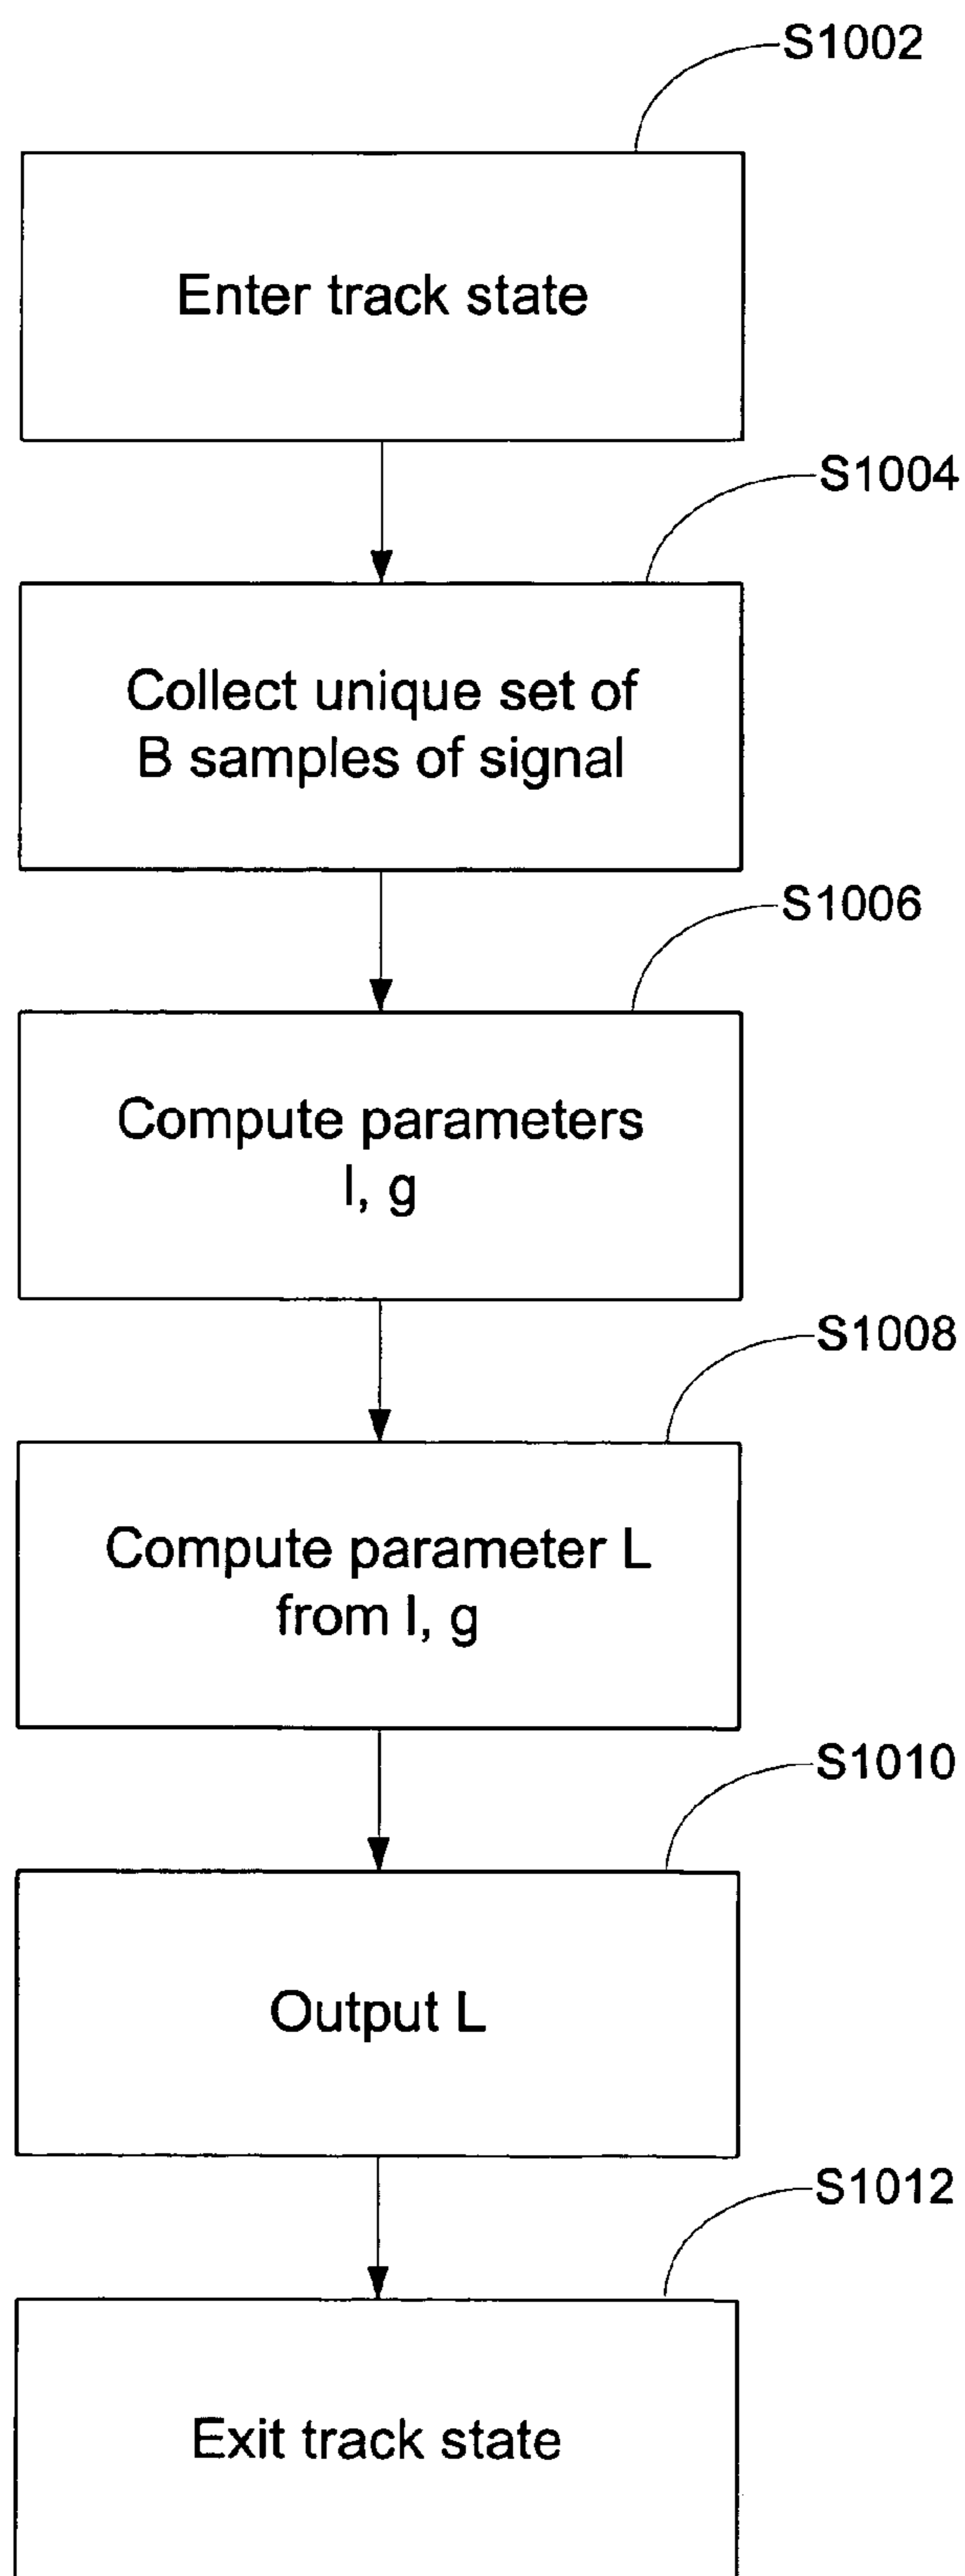 S1002
Enter track state
S1004
Collect unique set of
B samples of signal
S1006
Compute parameters
l, g
S1008
Compute parameter L
from l, g
S1010
Output L
S1012
Exit track state